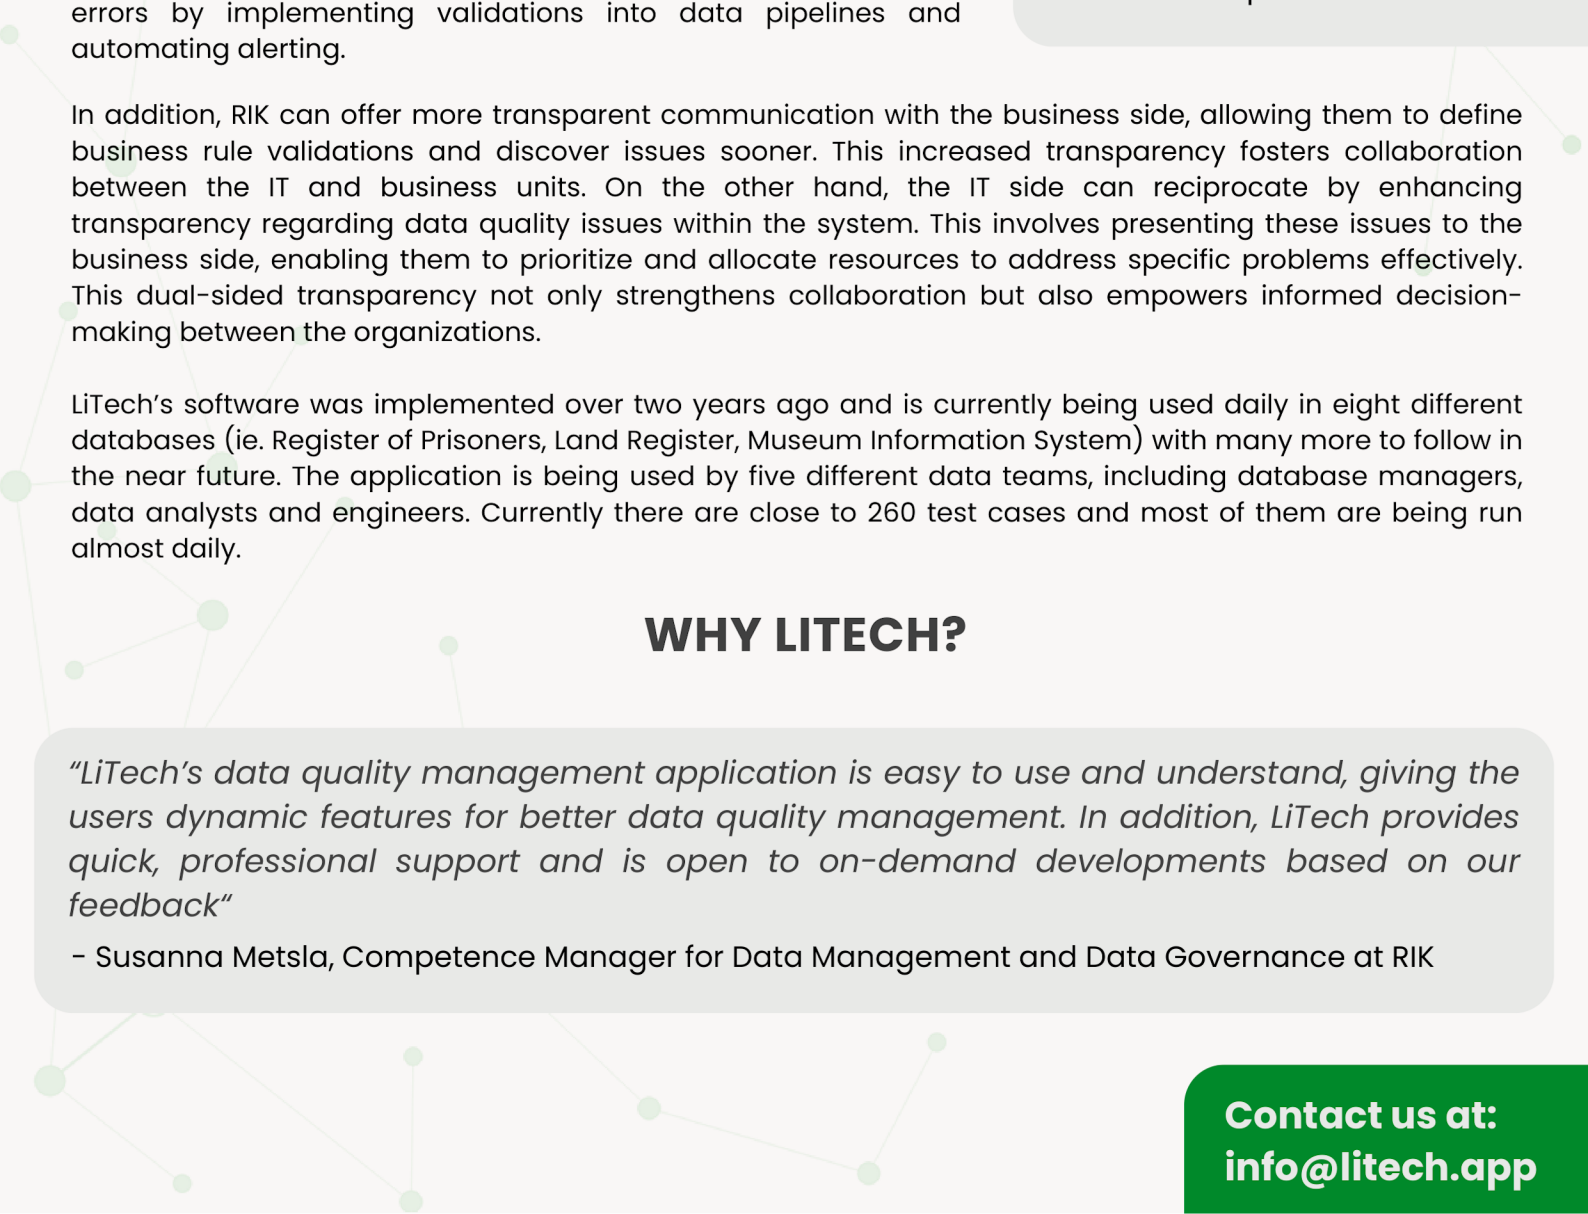 errors by implementing validations into data pipelines and
automating alerting.
In addition, RIK can offer more transparent communication with the business side, allowing them to define
business rule validations and discover issues sooner. This increased transparency fosters collaboration
between the IT and business units. On the other hand, the IT side can reciprocate by enhancing
transparency regarding data quality issues within the system. This involves presenting these issues to the
business side, enabling them to prioritize and allocate resources to address specific problems effectively.
This dual-sided transparency not only strengthens collaboration but also empowers informed decision-
making between the organizations.
LiTech’s software was implemented over two years ago and is currently being used daily in eight different
databases (ie. Register of Prisoners, Land Register, Museum Information System) with many more to follow in
the near future. The application is being used by five different data teams, including database managers,
data analysts and engineers. Currently there are close to 260 test cases and most of them are being run
almost daily.
WHY LITECH?
“LiTech’s data quality management application is easy to use and understand, giving the
users dynamic features for better data quality management. In addition, LiTech provides
quick, professional support and is open to on-demand developments based on our
feedback“
- Susanna Metsla, Competence Manager for Data Management and Data Governance at RIK
Contact us at:
info@litech.app